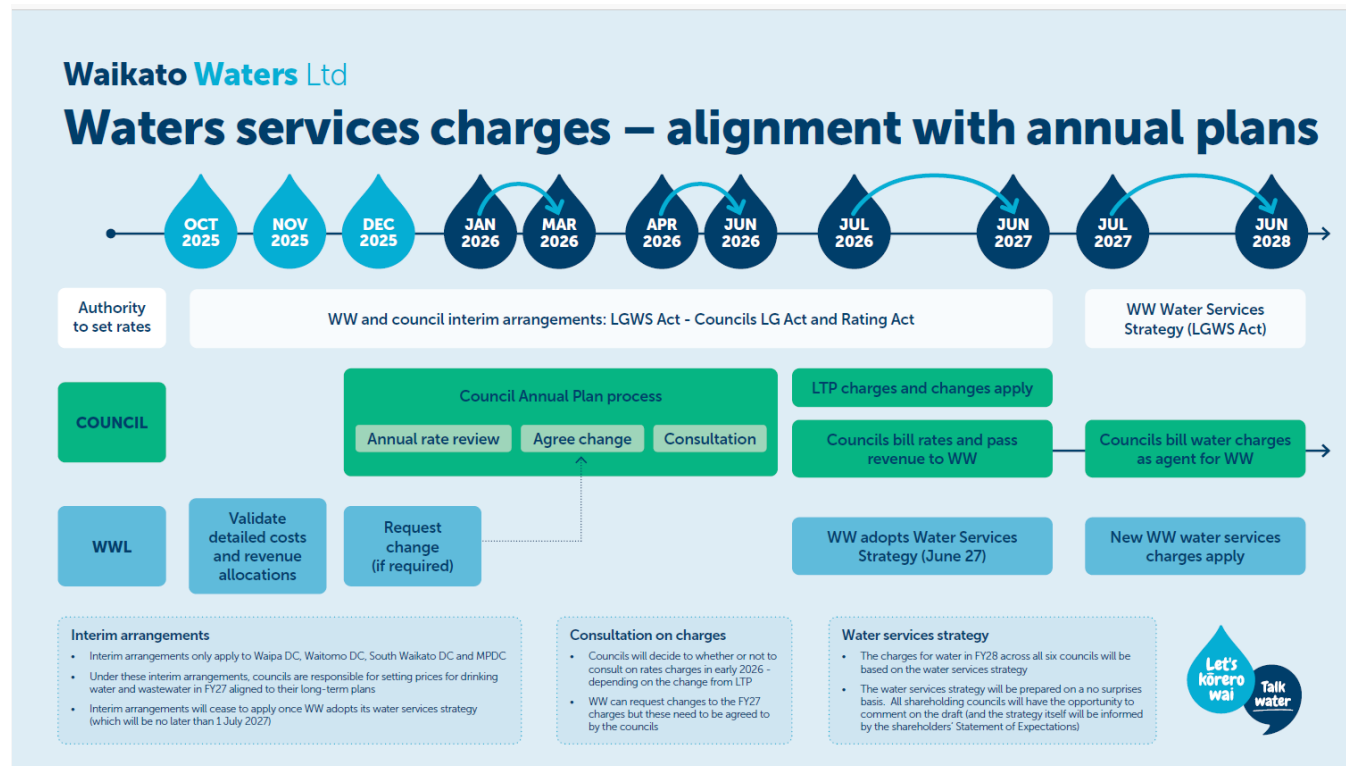 Waikato Waters Ltd
Waters services charges – alignment with annual plans
OCT
2025
NOV
2025
DEC
2025
JAN
2026
MAR
2026
APR
2026
JUN
2026
JUL
2026
JUN
2027
JUL
2027
JUN
2028
Authority
to set rates
WW and council interim arrangements: LGWS Act - Councils LG Act and Rating Act
WW Water Services
Strategy (LGWS Act)
COUNCIL
Council Annual Plan process
Annual rate review
Agree change
Consultation
LTP charges and changes apply
Councils bill rates and pass
revenue to WW
Councils bill water charges
as agent for WW
WWL
Validate
detailed costs
and revenue
allocations
Request
change
(if required)
WW adopts Water Services
Strategy (June 27)
New WW water services
charges apply
Interim arrangements
• Interim arrangements only apply to Waipa DC, Waitomo DC, South Waikato DC and MPDC
• Under these interim arrangements, councils are responsible for setting prices for drinking
water and wastewater in FY27 aligned to their long-term plans
• Interim arrangements will cease to apply once WW adopts its water services strategy
(which will be no later than 1 July 2027)
Consultation on charges
• Councils will decide to whether or not to
consult on rates charges in early 2026 -
depending on the change from LTP
• WW can request changes to the FY27
charges but these need to be agreed to
by the councils
Water services strategy
• The charges for water in FY28 across all six councils will be
based on the water services strategy
• The water services strategy will be prepared on a no surprises
basis. All shareholding councils will have the opportunity to
comment on the draft (and the strategy itself will be informed
by the shareholders' Statement of Expectations)
Let's
kōrero
wai
Talk
water